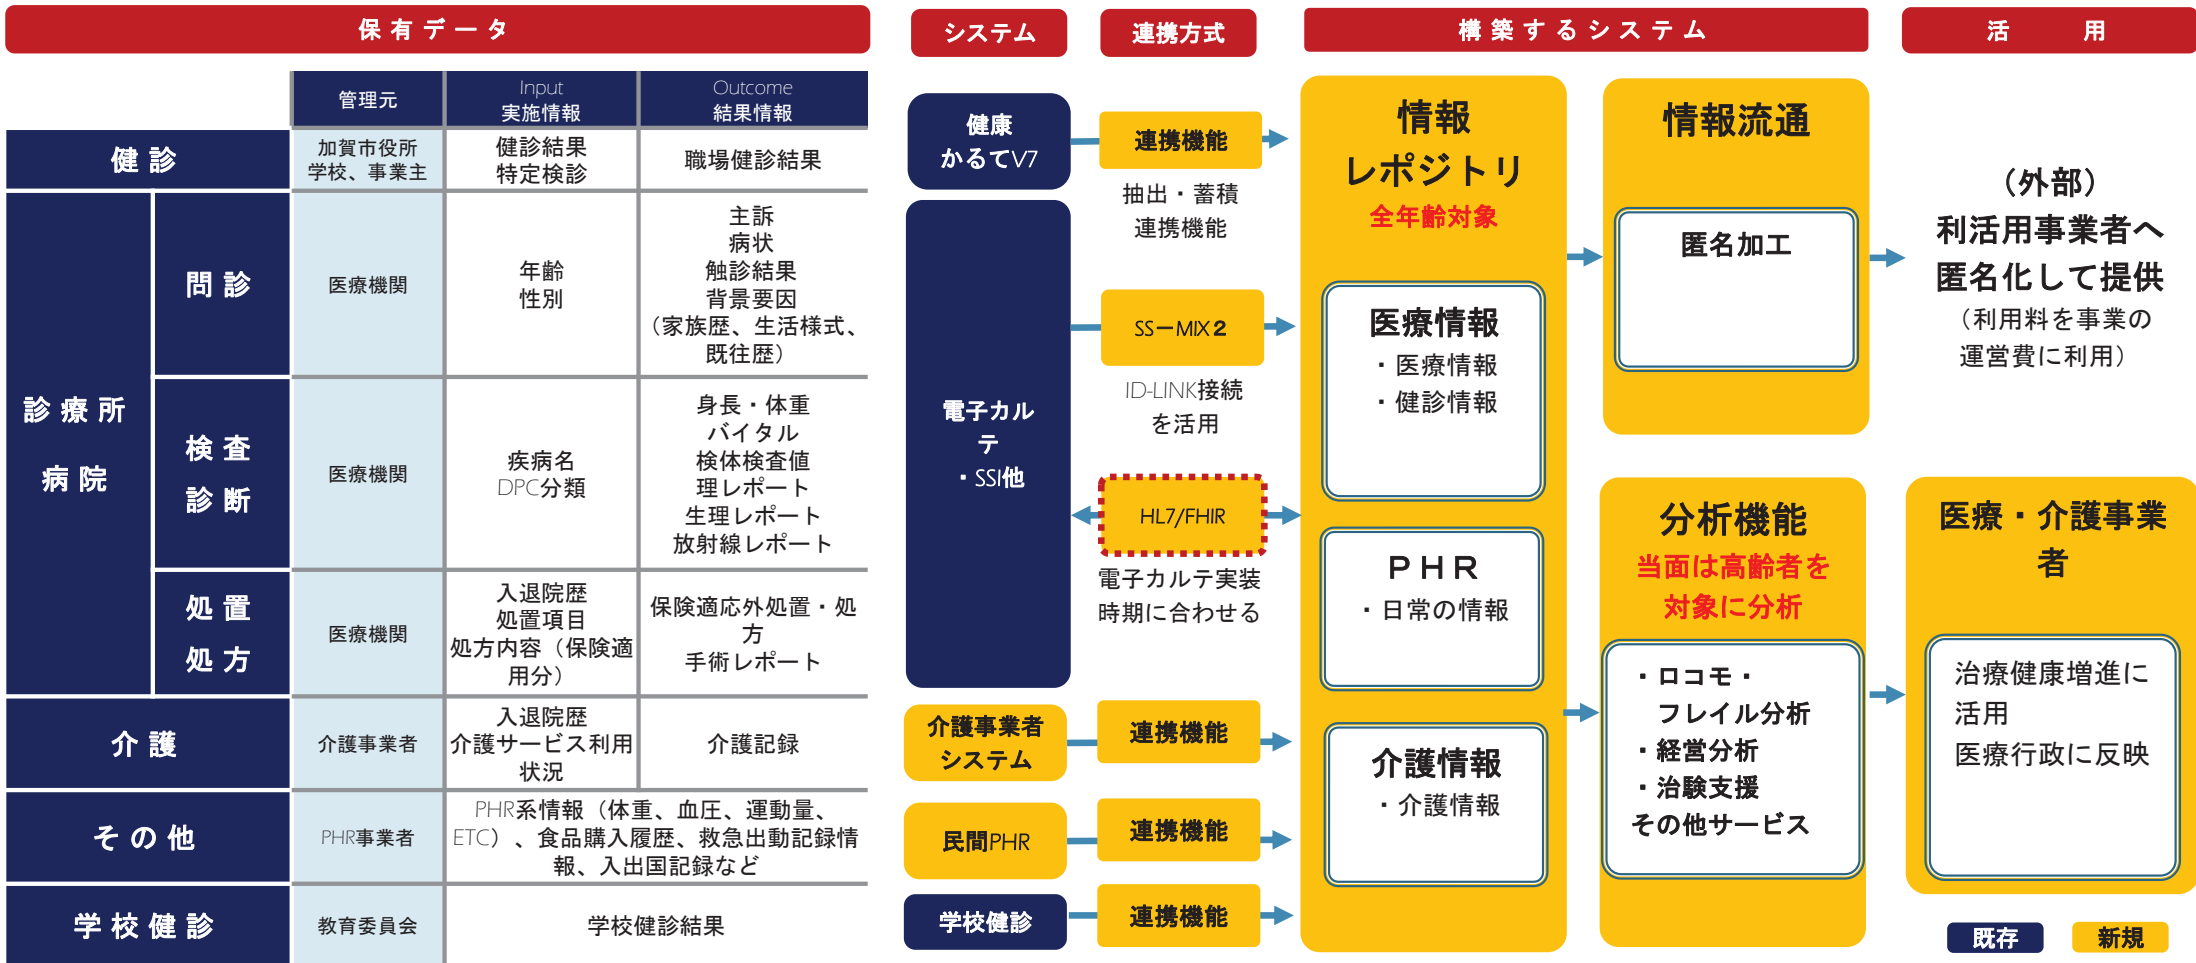 保有データ
管理元
Input
実施情報
Outcome
結果情報
健診
加賀市役所
学校、事業主
健診結果
特定検診
職場健診結果
診療所
病院
問診
医療機関
年齢
性別
主訴
病状
触診結果
背景要因
（家族歴、生活様式、
既往歴）
検査
診断
医療機関
疾病名
DPC分類
身長・体重
バイタル
検体検査値
理レポート
生理レポート
放射線レポート
処置
処方
医療機関
入退院歴
処置項目
処方内容（保険適
用分）
保険適応外処置・処
方
手術レポート
介護
介護事業者
入退院歴
介護サービス利用
状況
介護記録
その他
PHR事業者
PHR系情報（体重、血圧、運動量、
ETC）、食品購入履歴、救急出動記録情
報、入出国記録など
学校健診
教育委員会
学校健診結果
システム
健康
かるてV7
電子カル
テ
・SSI他
介護事業者
システム
民間PHR
学校健診
連携方式
連携機能
抽出・蓄積
連携機能
SS－MIX２
ID-LINK接続
を活用
HL7/FHIR
電子カルテ実装
時期に合わせる
連携機能
連携機能
連携機能
構築するシステム
情報
レポジトリ
全年齢対象
医療情報
・医療情報
・健診情報
ＰＨＲ
・日常の情報
介護情報
・介護情報
情報流通
匿名加工
分析機能
当面は高齢者を
対象に分析
・ロコモ・
フレイル分析
・経営分析
・治験支援
その他サービス
活用
（外部）
利活用事業者へ
匿名化して提供
（利用料を事業の
運営費に利用）
医療・介護事業
者
治療健康増進に
活用
医療行政に反映
既存
新規